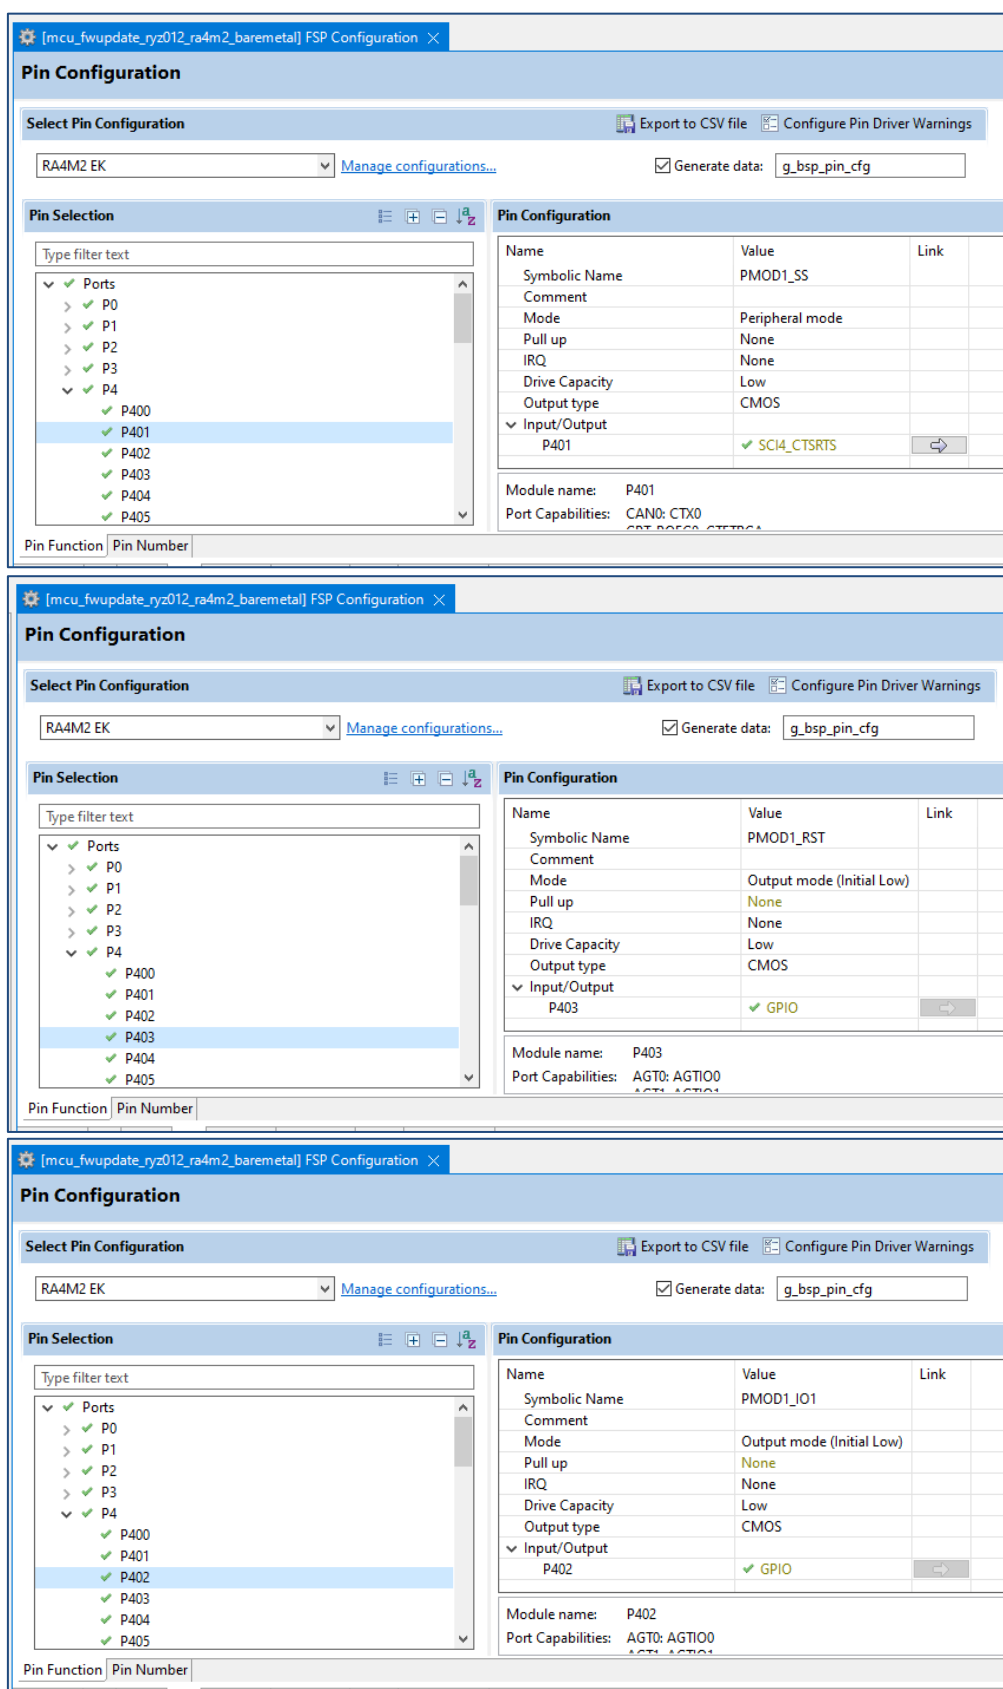 [mcu_fwupdate_ryz012_ra4m2_baremetal] FSP Configuration
Pin Configuration
Select Pin Configuration
Export to CSV file
Configure Pin Driver Warnings
RA4M2 EK
Manage configurations...
Generate data:
g_bsp_pin_cfg
Pin Selection
Type filter text
Ports
P0
P1
P2
P3
P4
P400
P401
P402
P403
P404
P405
Pin Function
Pin Number
Pin Configuration
Name Value Link
Symbolic Name PMOD1_SS
Comment
Mode Peripheral mode
Pull up None
IRQ None
Drive Capacity Low
Output type CMOS
Input/Output
P401 SCI4_CTSRTS
Module name: P401
Port Capabilities: CAN0: CTX0
[mcu_fwupdate_ryz012_ra4m2_baremetal] FSP Configuration
Pin Configuration
Select Pin Configuration
Export to CSV file
Configure Pin Driver Warnings
RA4M2 EK
Manage configurations...
Generate data:
g_bsp_pin_cfg
Pin Selection
Type filter text
Ports
P0
P1
P2
P3
P4
P400
P401
P402
P403
P404
P405
Pin Function
Pin Number
Pin Configuration
Name Value Link
Symbolic Name PMOD1_RST
Comment
Mode Output mode (Initial Low)
Pull up None
IRQ None
Drive Capacity Low
Output type CMOS
Input/Output
P403 GPIO
Module name: P403
Port Capabilities: AGT0: AGTIO0
[mcu_fwupdate_ryz012_ra4m2_baremetal] FSP Configuration
Pin Configuration
Select Pin Configuration
Export to CSV file
Configure Pin Driver Warnings
RA4M2 EK
Manage configurations...
Generate data:
g_bsp_pin_cfg
Pin Selection
Type filter text
Ports
P0
P1
P2
P3
P4
P400
P401
P402
P403
P404
P405
Pin Function
Pin Number
Pin Configuration
Name Value Link
Symbolic Name PMOD1_IO1
Comment
Mode Output mode (Initial Low)
Pull up None
IRQ None
Drive Capacity Low
Output type CMOS
Input/Output
P402 GPIO
Module name: P402
Port Capabilities: AGT0: AGTIO0